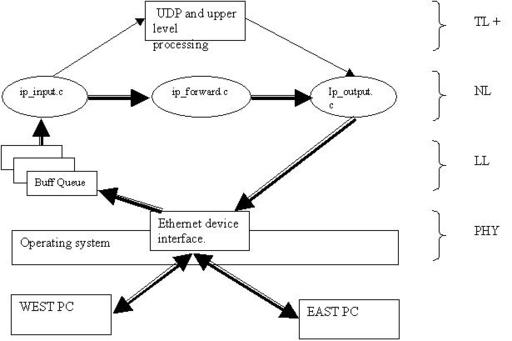 UDP and upper
level
processing
TL +
ip_input.c
ip_forward.c
Ip_output.
c
NL
LL
Buff Queue
Ethernet device
interface.
PHY
Operating system
WEST PC
EAST PC